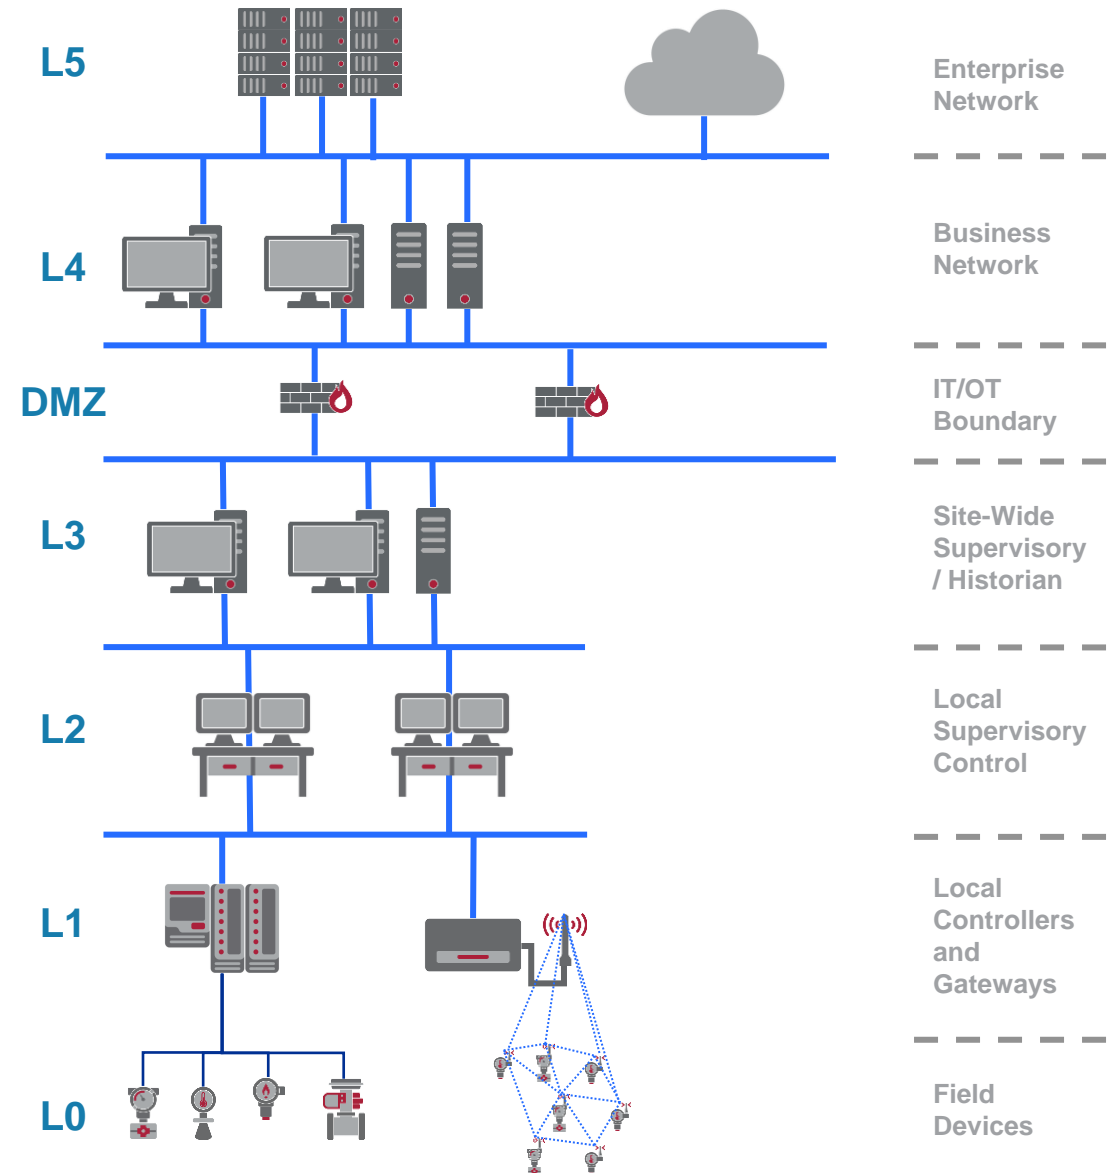 L5
Enterprise
Network
L4
Business
Network
DMZ
IT/OT
Boundary
L3
Site-Wide
Supervisory
/ Historian
L2
Local
Supervisory
Control
L1
Local
Controllers
and
Gateways
L0
Field
Devices